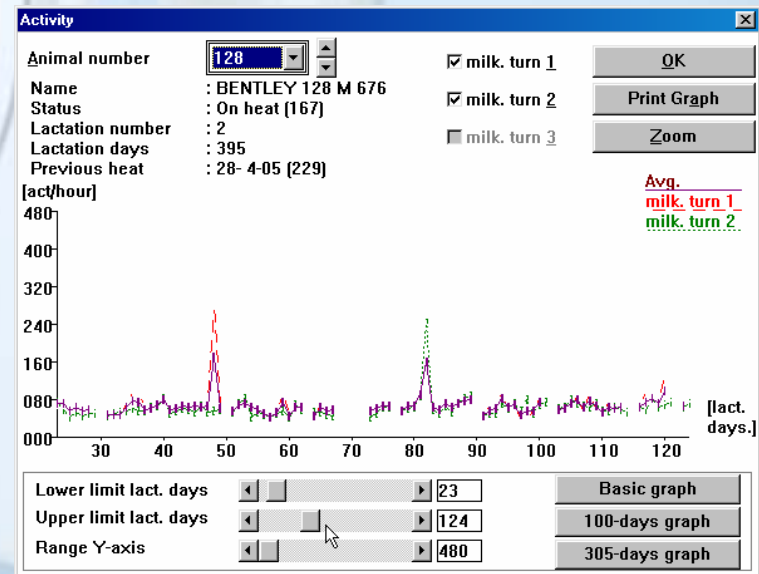 Activity
Animal number 128
Name : BENTLEY 128 M 676
Status : On heat (167)
Lactation number : 2
Lactation days : 395
Previous heat : 28- 4-05 (229)
milk. turn 1
milk. turn 2
milk. turn 3
OK
Print Graph
Zoom
[act/hour]
Avg.
milk. turn 1
milk. turn 2
480
400
320
240
160
080
000
30 40 50 60 70 80 90 100 110 120
[lact.
days.]
Lower limit lact. days 23
Upper limit lact. days 124
Range Y-axis 480
Basic graph
100-days graph
305-days graph